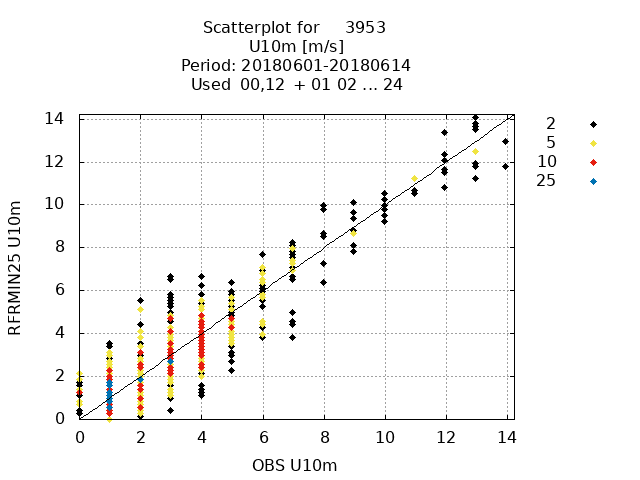 Scatterplot for 3953
U10m [m/s]
Period: 20180601-20180614
Used 00,12 + 01 02 ... 24
14
12
10
8
6
4
2
0
RFRMIN25 U10m
0 2 4 6 8 10 12 14
OBS U10m
2
5
10
25